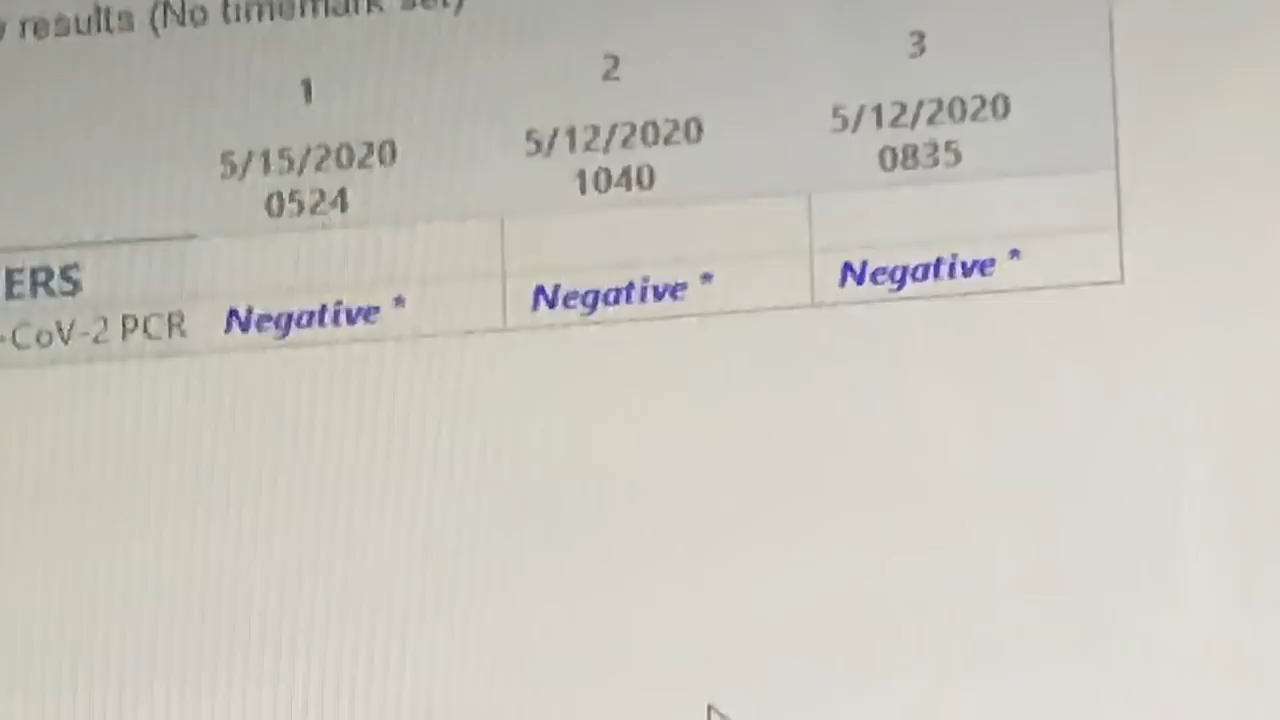 results (No timemark set)
1 2 3
5/15/2020 5/12/2020 5/12/2020
0524 1040 0835
ERS
-CoV-2 PCR Negative * Negative * Negative *